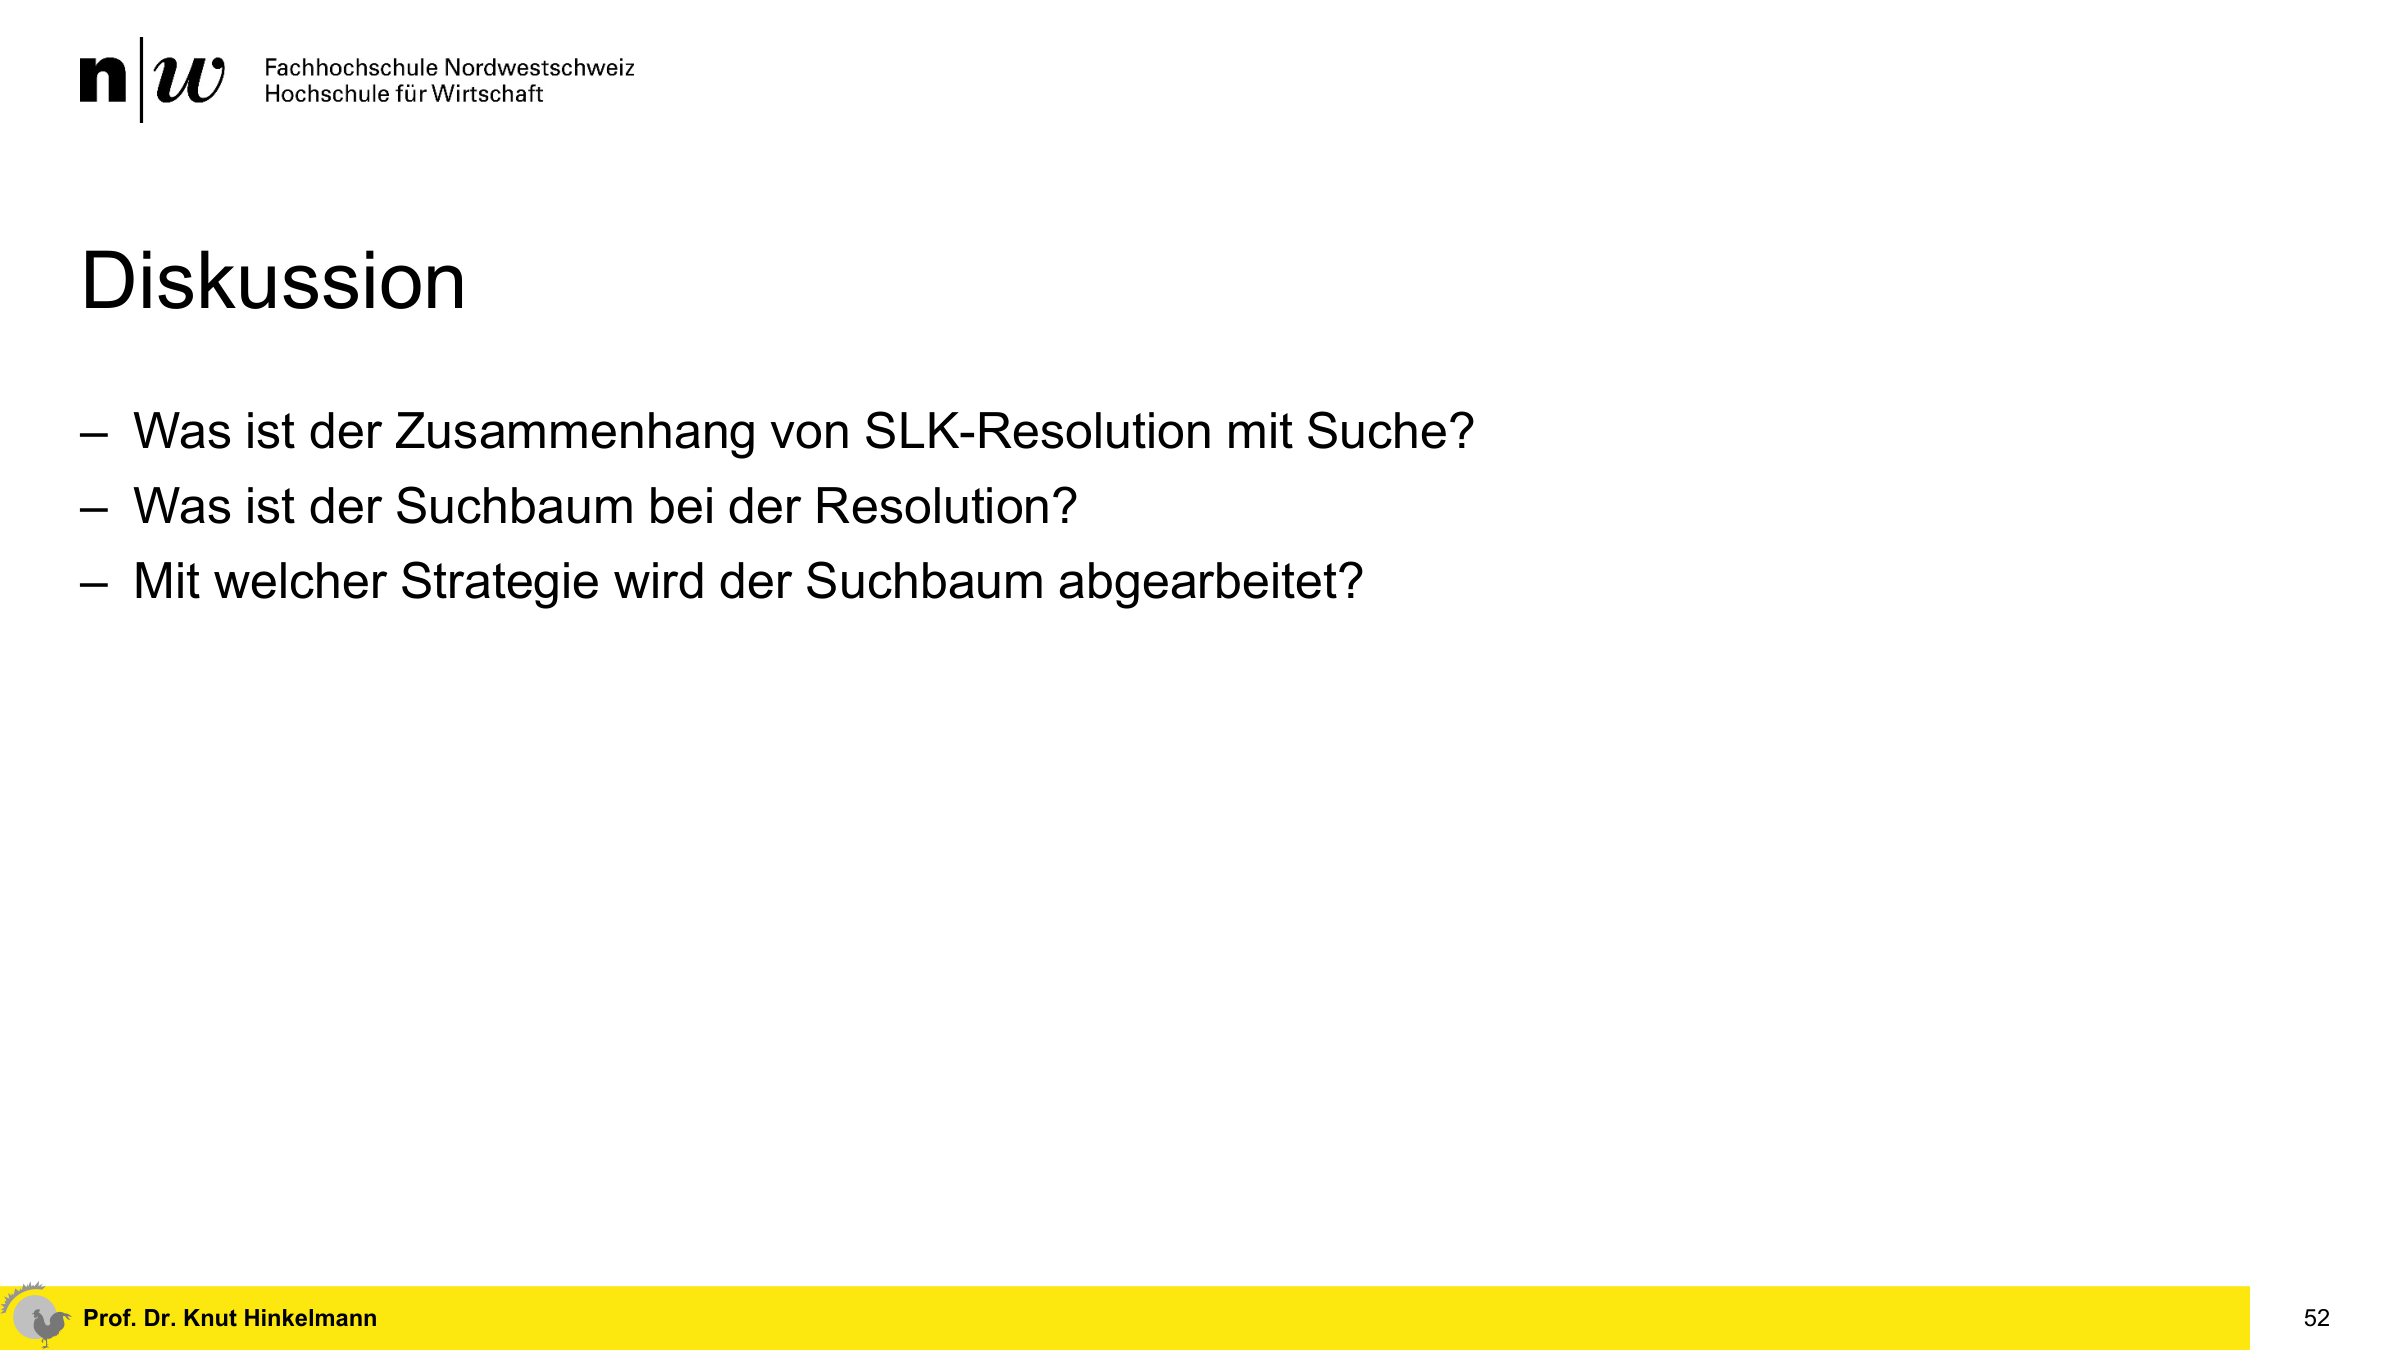 n|w
Fachhochschule Nordwestschweiz
Hochschule für Wirtschaft
Diskussion
– Was ist der Zusammenhang von SLK-Resolution mit Suche?
– Was ist der Suchbaum bei der Resolution?
– Mit welcher Strategie wird der Suchbaum abgearbeitet?
Prof. Dr. Knut Hinkelmann
52